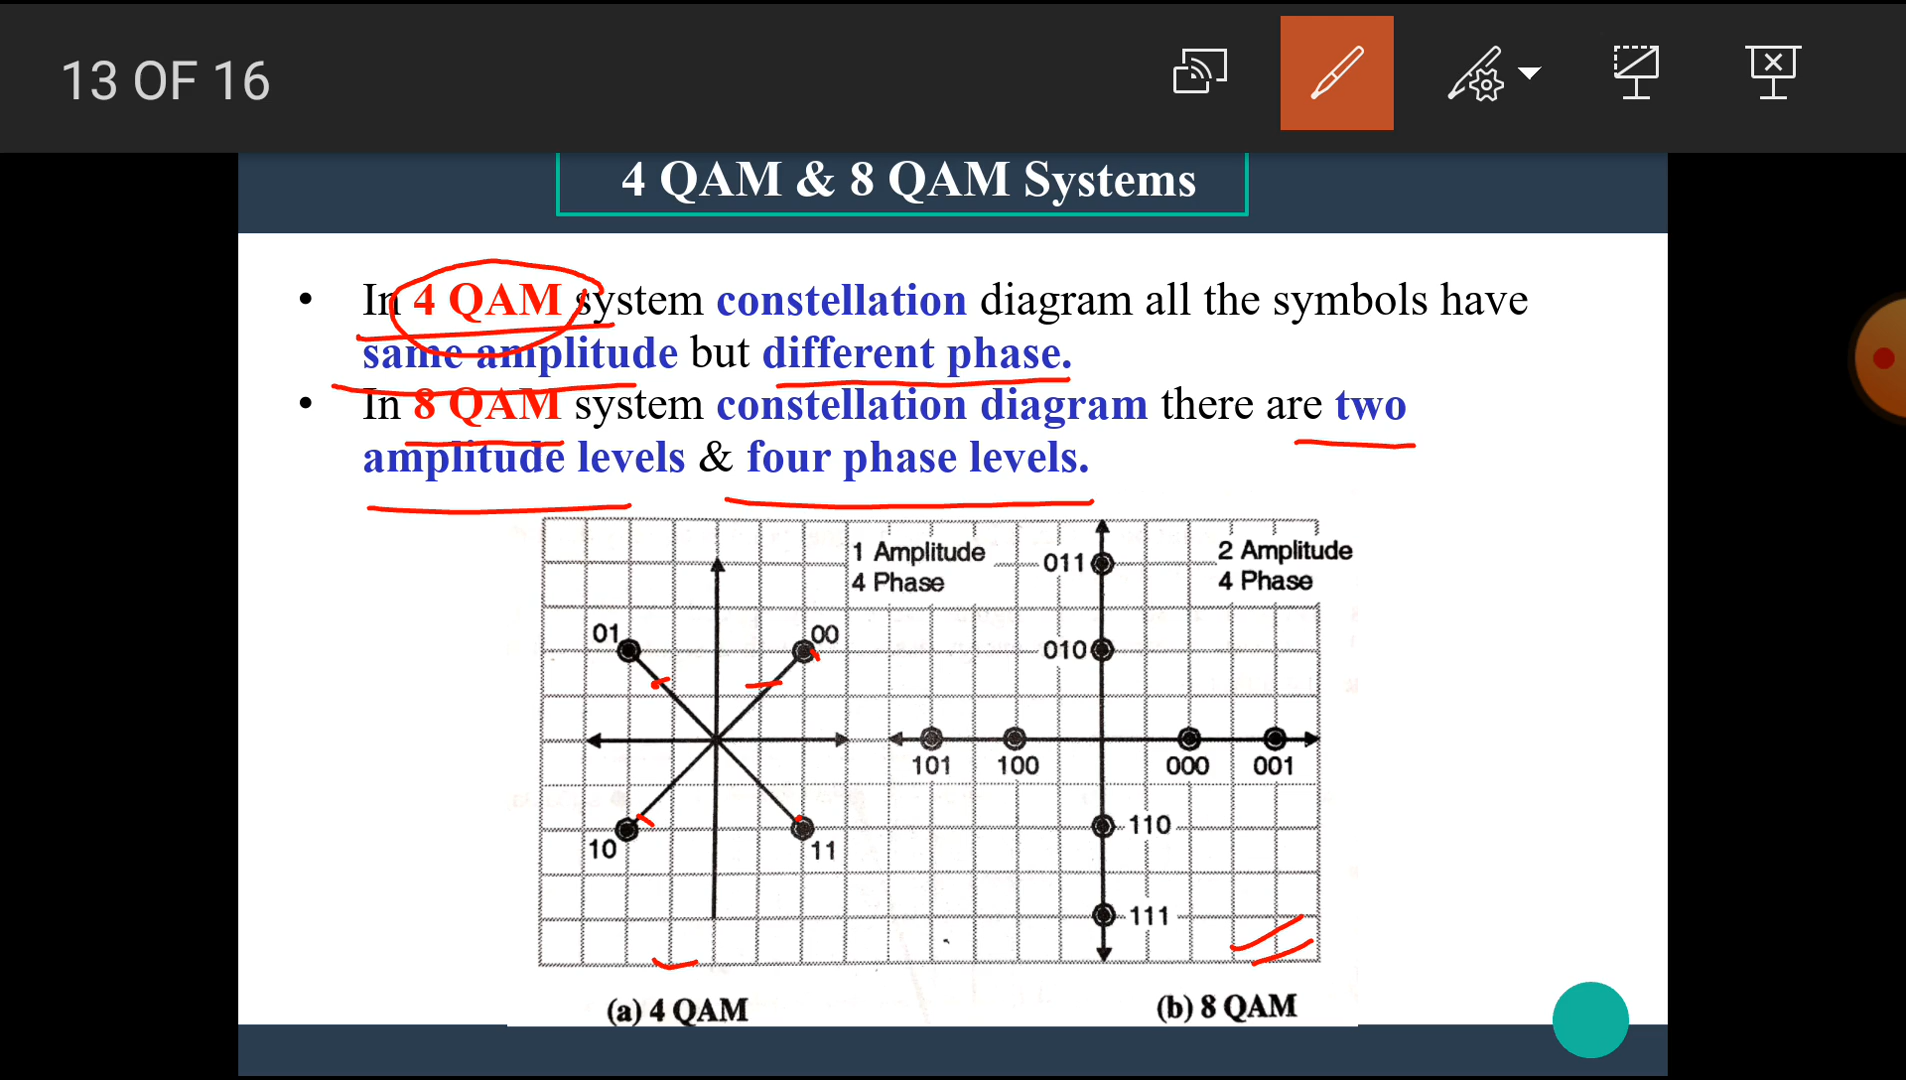 13 OF 16
4 QAM & 8 QAM Systems
• In 4 QAM system constellation diagram all the symbols have
same amplitude but different phase.
• In 8 QAM system constellation diagram there are two
amplitude levels & four phase levels.
1 Amplitude
4 Phase
01
00
10
11
2 Amplitude
4 Phase
011
010
101
100
000
001
110
111
(a) 4 QAM
(b) 8 QAM